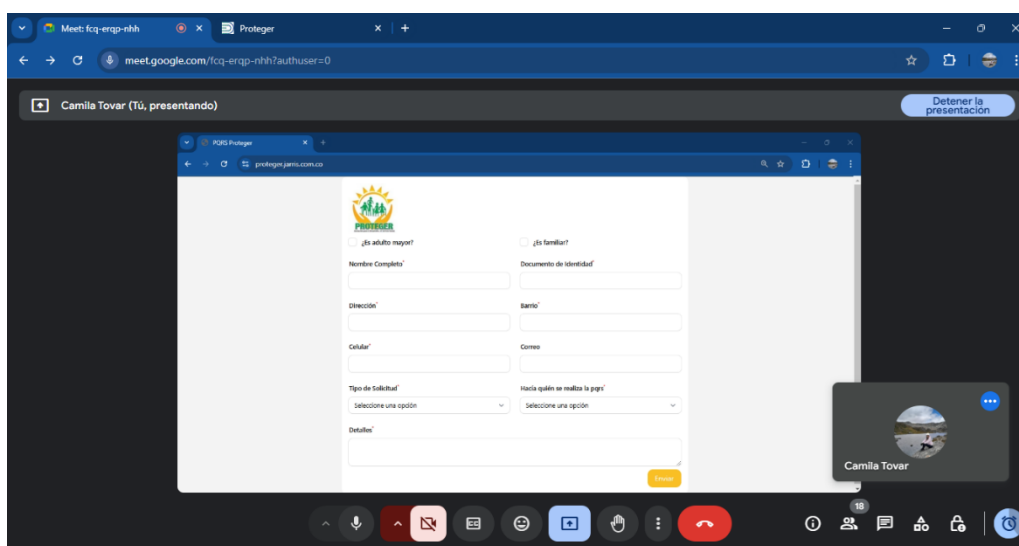 Meet: fcq-erqp-nhh
Proteger
meet.google.com/fcq-erqp-nhh?authuser=0
Camila Tovar (Tú, presentando)
Detener la presentación
PQRS Proteger
proteger.jarris.com.co
PROTEGER
¿Es adulto mayor?
¿Es familiar?
Nombre Completo*
Documento de Identidad*
Dirección*
Barrio*
Celular*
Correo
Tipo de Solicitud*
Hacia quién se realiza la pqrs*
Seleccione una opción
Seleccione una opción
Detalles*
Enviar
Camila Tovar
18